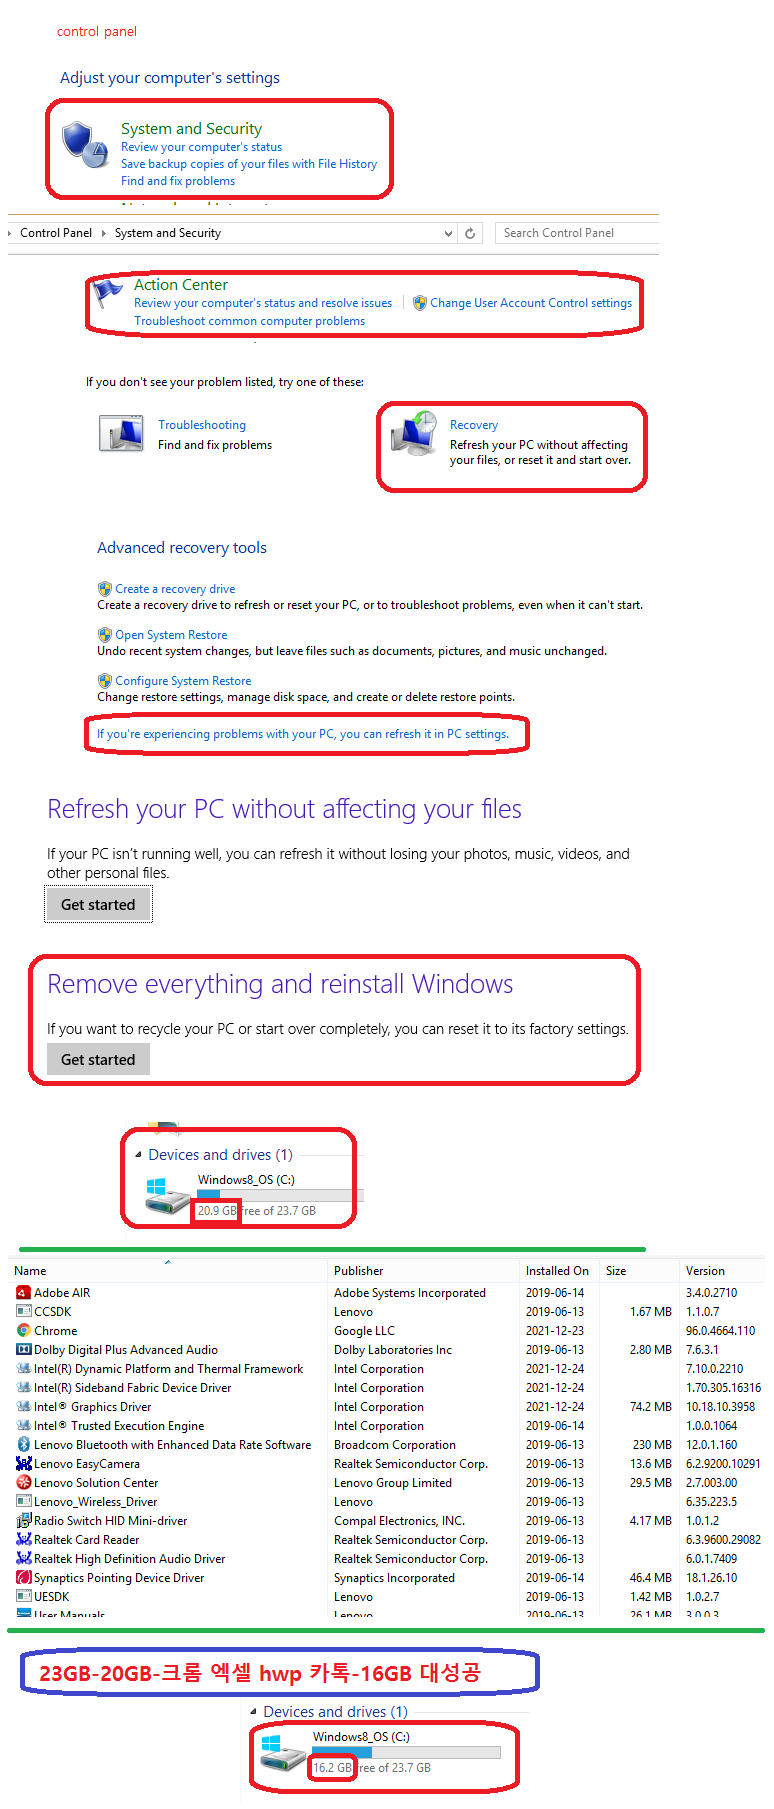 control panel
Adjust your computer's settings
System and Security
Review your computer's status
Save backup copies of your files with File History
Find and fix problems
Control Panel System and Security Search Control Panel
Action Center
Review your computer's status and resolve issues Change User Account Control settings
Troubleshoot common computer problems
If you don't see your problem listed, try one of these:
Troubleshooting
Find and fix problems
Recovery
Refresh your PC without affecting
your files, or reset it and start over.
Advanced recovery tools
Create a recovery drive
Create a recovery drive to refresh or reset your PC, or to troubleshoot problems, even when it can't start.
Open System Restore
Undo recent system changes, but leave files such as documents, pictures, and music unchanged.
Configure System Restore
Change restore settings, manage disk space, and create or delete restore points.
If you're experiencing problems with your PC, you can refresh it in PC settings.
Refresh your PC without affecting your files
If your PC isn't running well, you can refresh it without losing your photos, music, videos, and
other personal files.
Get started
Remove everything and reinstall Windows
If you want to recycle your PC or start over completely, you can reset it to its factory settings.
Get started
Devices and drives (1)
Windows8_OS (C:)
20.9 GB free of 23.7 GB
Name Publisher Installed On Size Version
Adobe AIR Adobe Systems Incorporated 2019-06-14 3.4.0.2710
CCSDK Lenovo 2019-06-13 1.67 MB 1.1.0.7
Chrome Google LLC 2021-12-23 96.0.4664.110
Dolby Digital Plus Advanced Audio Dolby Laboratories Inc 2019-06-13 2.80 MB 7.6.3.1
Intel(R) Dynamic Platform and Thermal Framework Intel Corporation 2021-12-24 7.10.0.2210
Intel(R) Sideband Fabric Device Driver Intel Corporation 2021-12-24 1.70.305.16316
Intel® Graphics Driver Intel Corporation 2021-12-24 74.2 MB 10.18.10.3958
Intel® Trusted Execution Engine Intel Corporation 2019-06-14 1.0.0.1064
Lenovo Bluetooth with Enhanced Data Rate Software Broadcom Corporation 2019-06-13 230 MB 12.0.1.160
Lenovo EasyCamera Realtek Semiconductor Corp. 2019-06-13 13.6 MB 6.2.9200.10291
Lenovo Solution Center Lenovo Group Limited 2019-06-13 29.5 MB 2.7.003.00
Lenovo_Wireless_Driver Lenovo 2019-06-13 6.35.223.5
Radio Switch HID Mini-driver Compal Electronics, INC. 2019-06-13 4.17 MB 1.0.1.2
Realtek Card Reader Realtek Semiconductor Corp. 2019-06-13 6.3.9600.29082
Realtek High Definition Audio Driver Realtek Semiconductor Corp. 2019-06-13 6.0.1.7409
Synaptics Pointing Device Driver Synaptics Incorporated 2019-06-14 46.4 MB 18.1.26.10
UESDK Lenovo 2019-06-13 1.42 MB 1.0.2.7
User Manuals Lenovo 2019-06-13 26.1 MB 3.0.0.3
23GB-20GB-크롬 엑셀 hwp 카톡-16GB 대성공
Devices and drives (1)
Windows8_OS (C:)
16.2 GB free of 23.7 GB